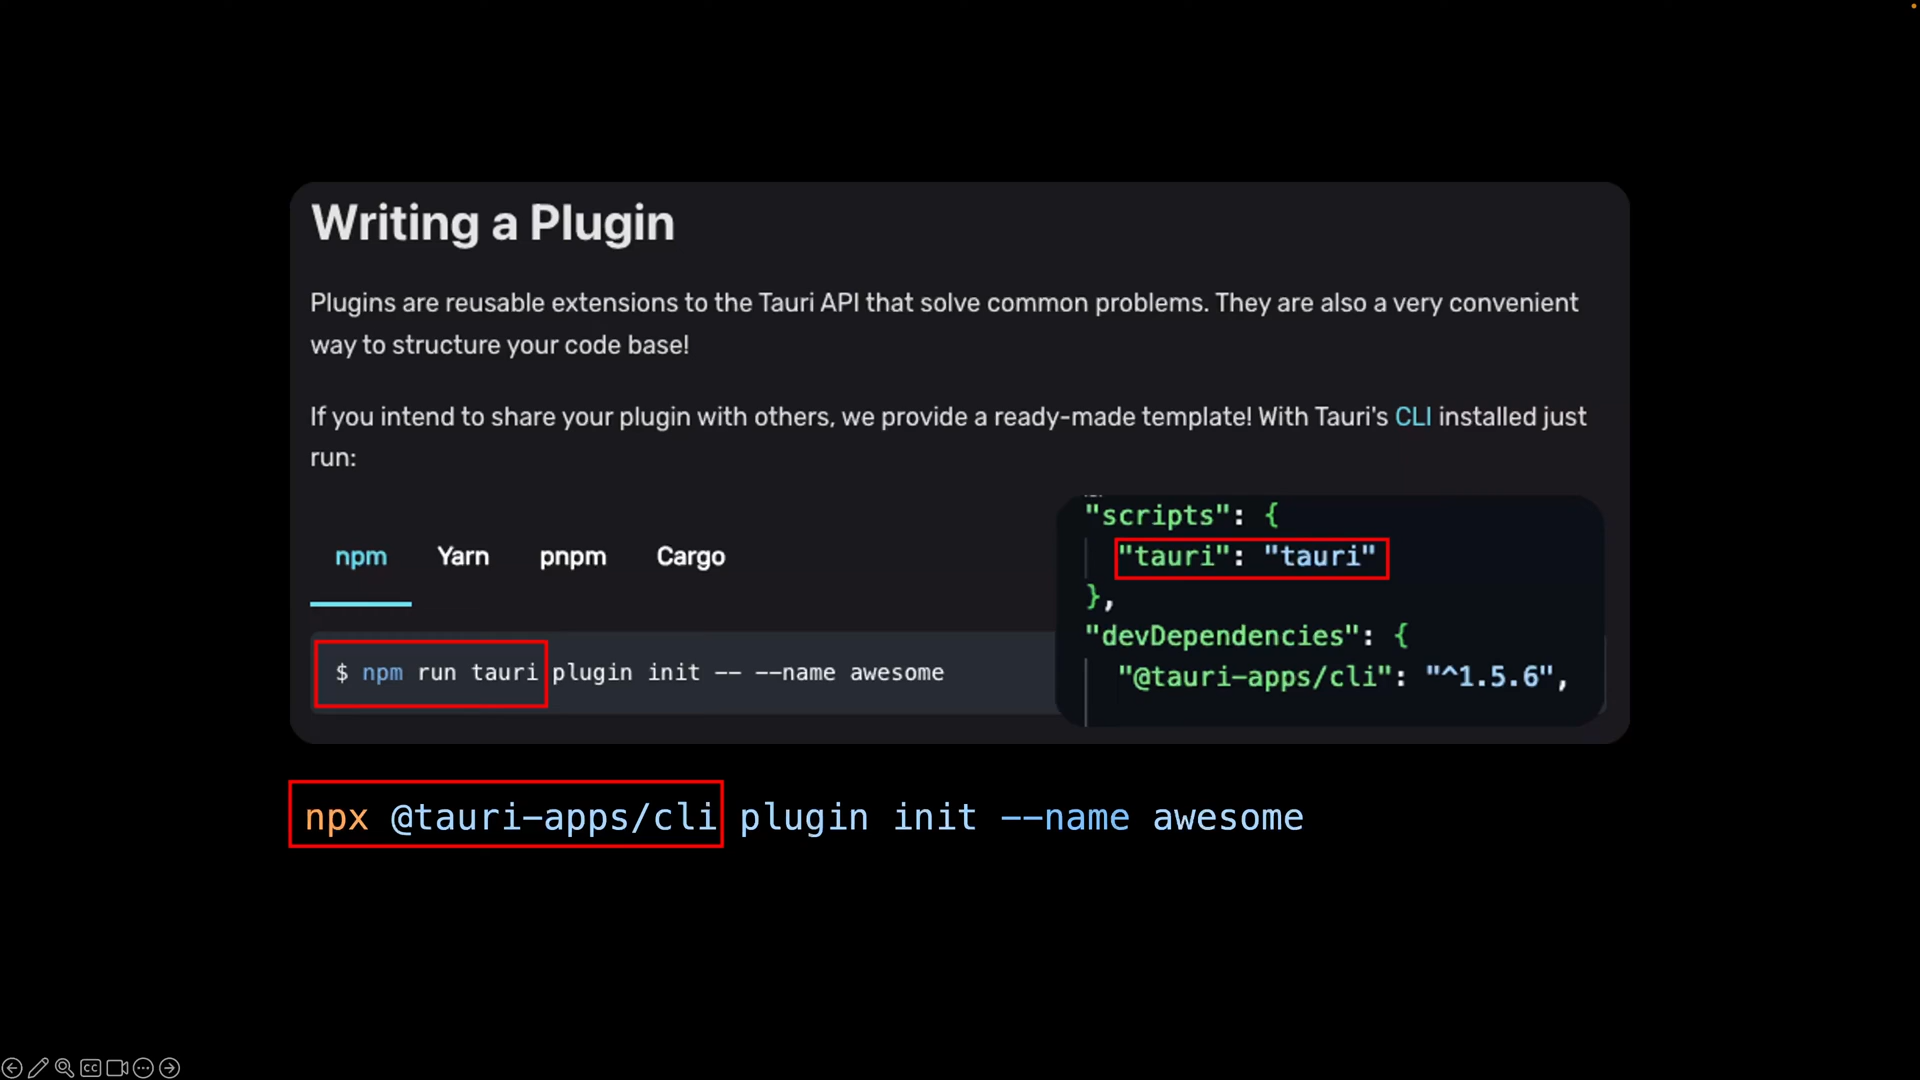 Writing a Plugin
Plugins are reusable extensions to the Tauri API that solve common problems. They are also a very convenient
way to structure your code base!
If you intend to share your plugin with others, we provide a ready-made template! With Tauri's CLI installed just
run:
npm Yarn pnpm Cargo
$ npm run tauri plugin init -- --name awesome
"scripts": {
"tauri": "tauri"
},
"devDependencies": {
"@tauri-apps/cli": "^1.5.6",
npx @tauri-apps/cli plugin init --name awesome
CC